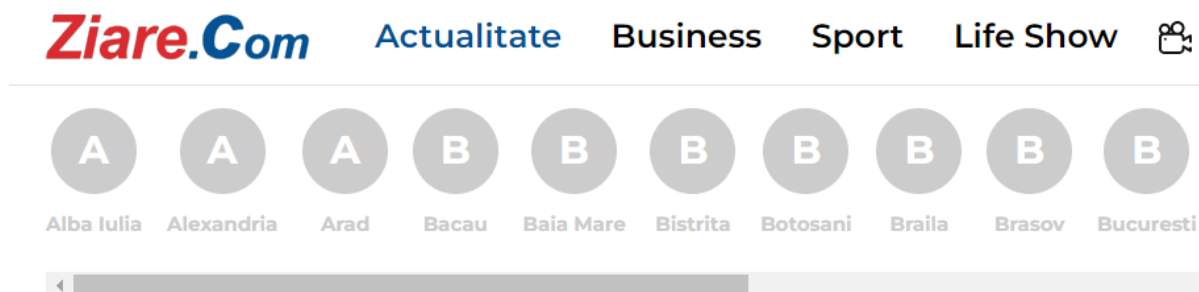 Ziare.Com Actualitate Business Sport Life Show
A A A B B B B B B B
Alba Iulia Alexandria Arad Bacau Baia Mare Bistrita Botosani Braila Brasov Bucuresti